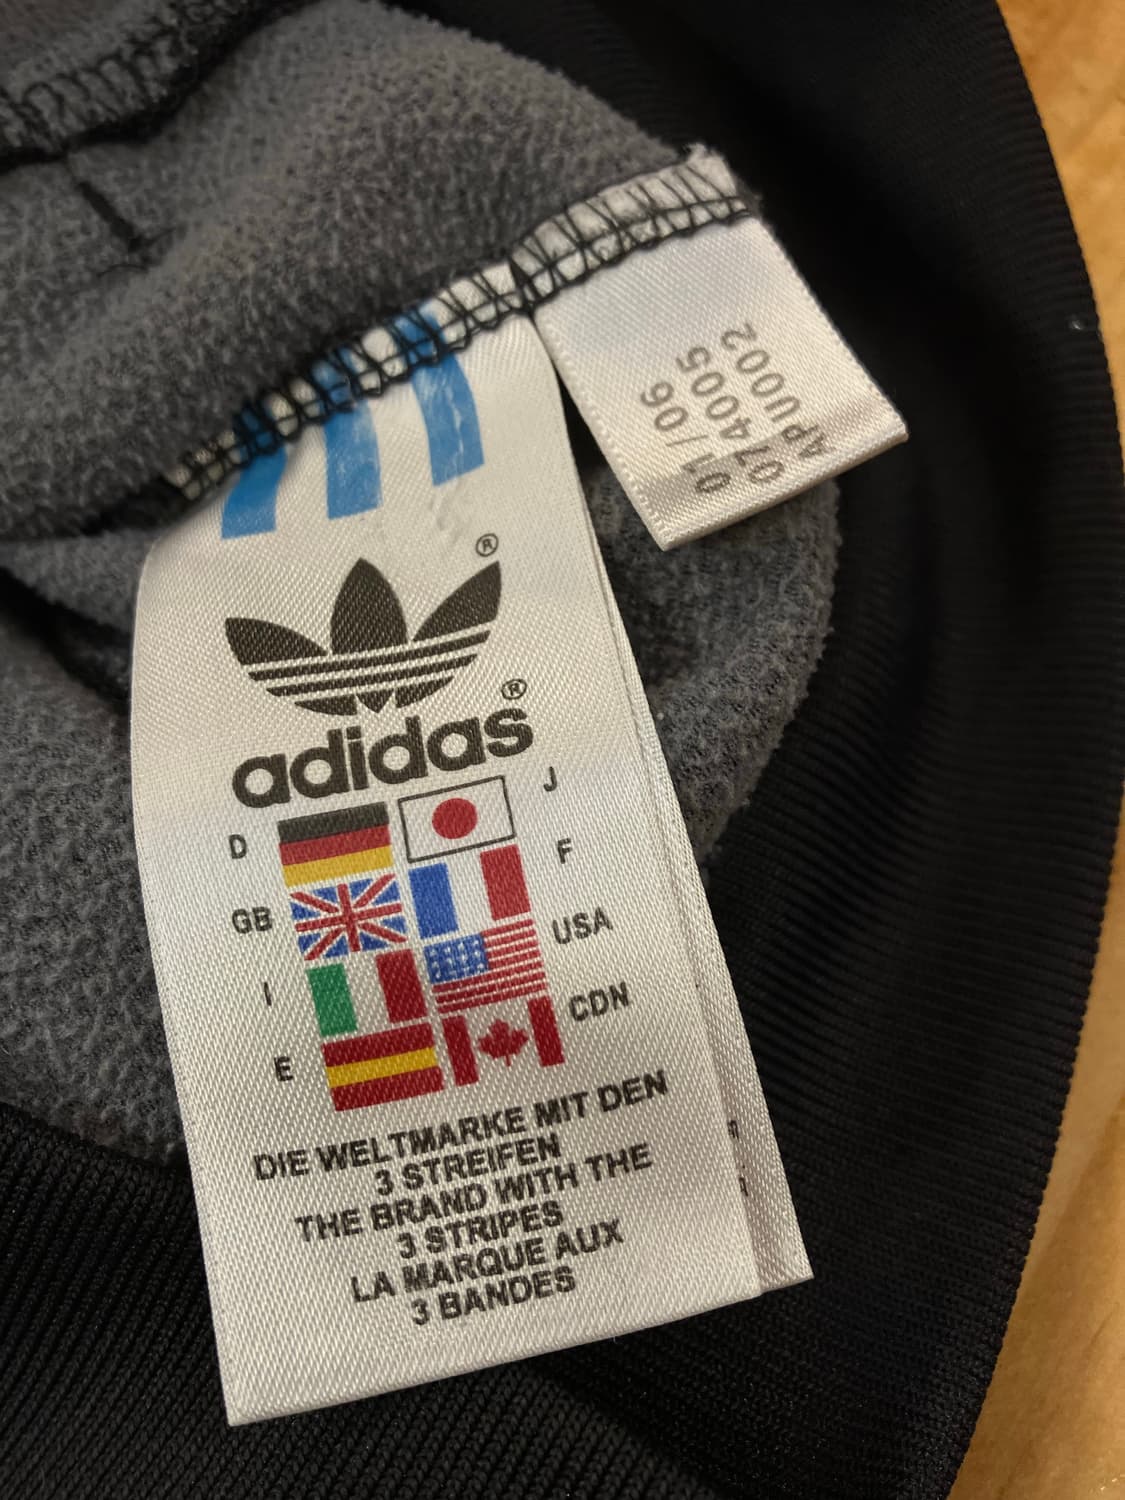 01/06
074005
APU002
®
®
adidas
D
J
GB
F
I
USA
E
CDN
DIE WELTMARKE MIT DEN
3 STREIFEN
THE BRAND WITH THE
3 STRIPES
LA MARQUE AUX
3 BANDES